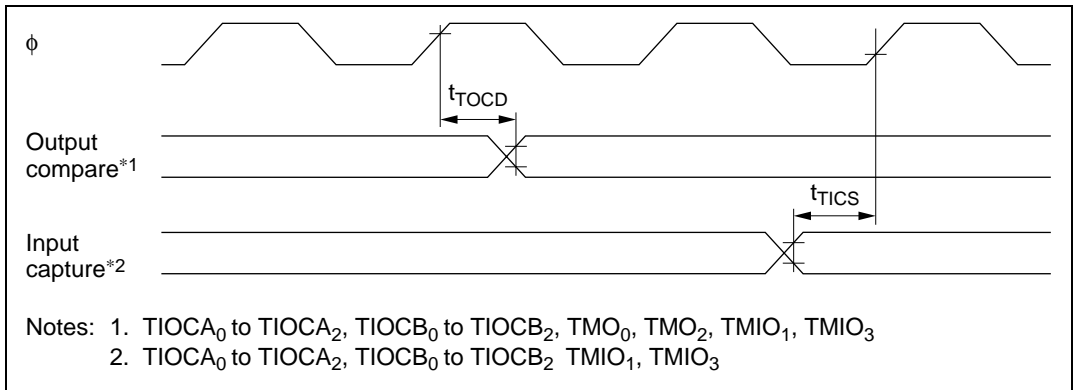 ϕ
tTOCD
Output
compare*1
tTICS
Input
capture*2
Notes: 1. TIOCA0 to TIOCA2, TIOCB0 to TIOCB2, TMO0, TMO2, TMIO1, TMIO3
2. TIOCA0 to TIOCA2, TIOCB0 to TIOCB2 TMIO1, TMIO3